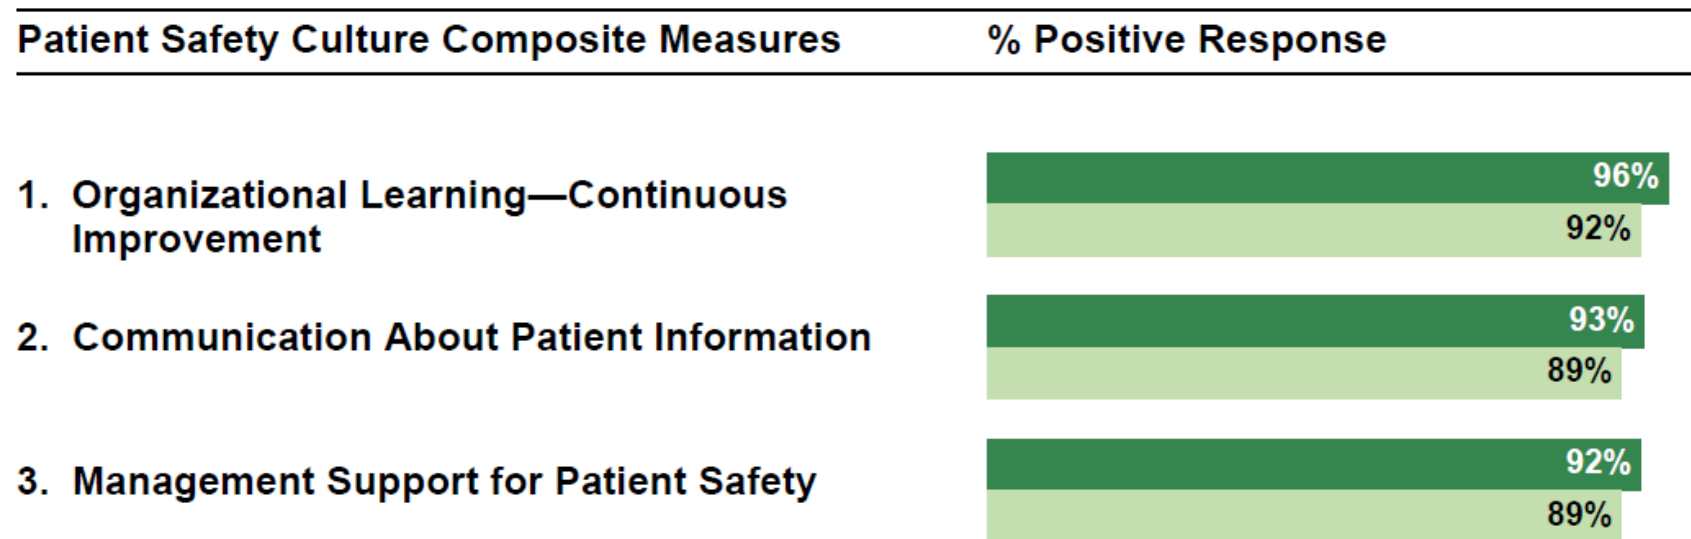 Patient Safety Culture Composite Measures % Positive Response
1. Organizational Learning—Continuous
Improvement
96%
92%
2. Communication About Patient Information
93%
89%
3. Management Support for Patient Safety
92%
89%